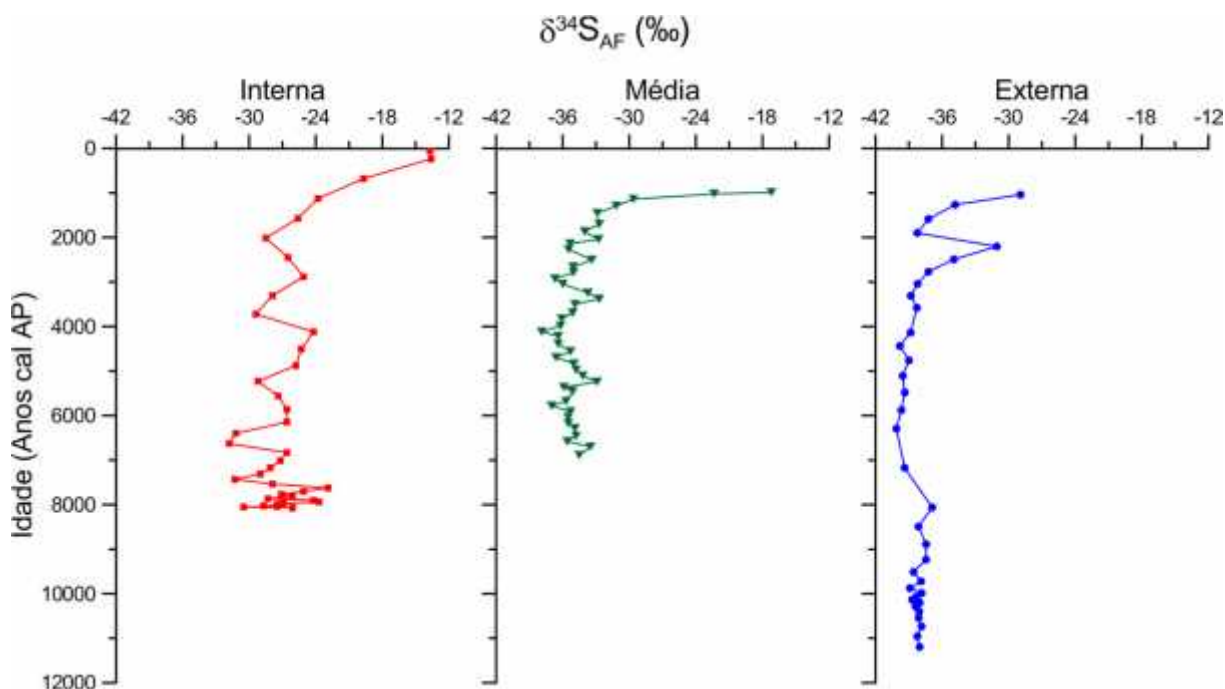 δ³⁴S_AF (‰)
Interna Média Externa
-42 -36 -30 -24 -18 -12 -42 -36 -30 -24 -18 -12 -42 -36 -30 -24 -18 -12
0
2000
4000
6000
8000
10000
12000
Idade (Anos cal AP)